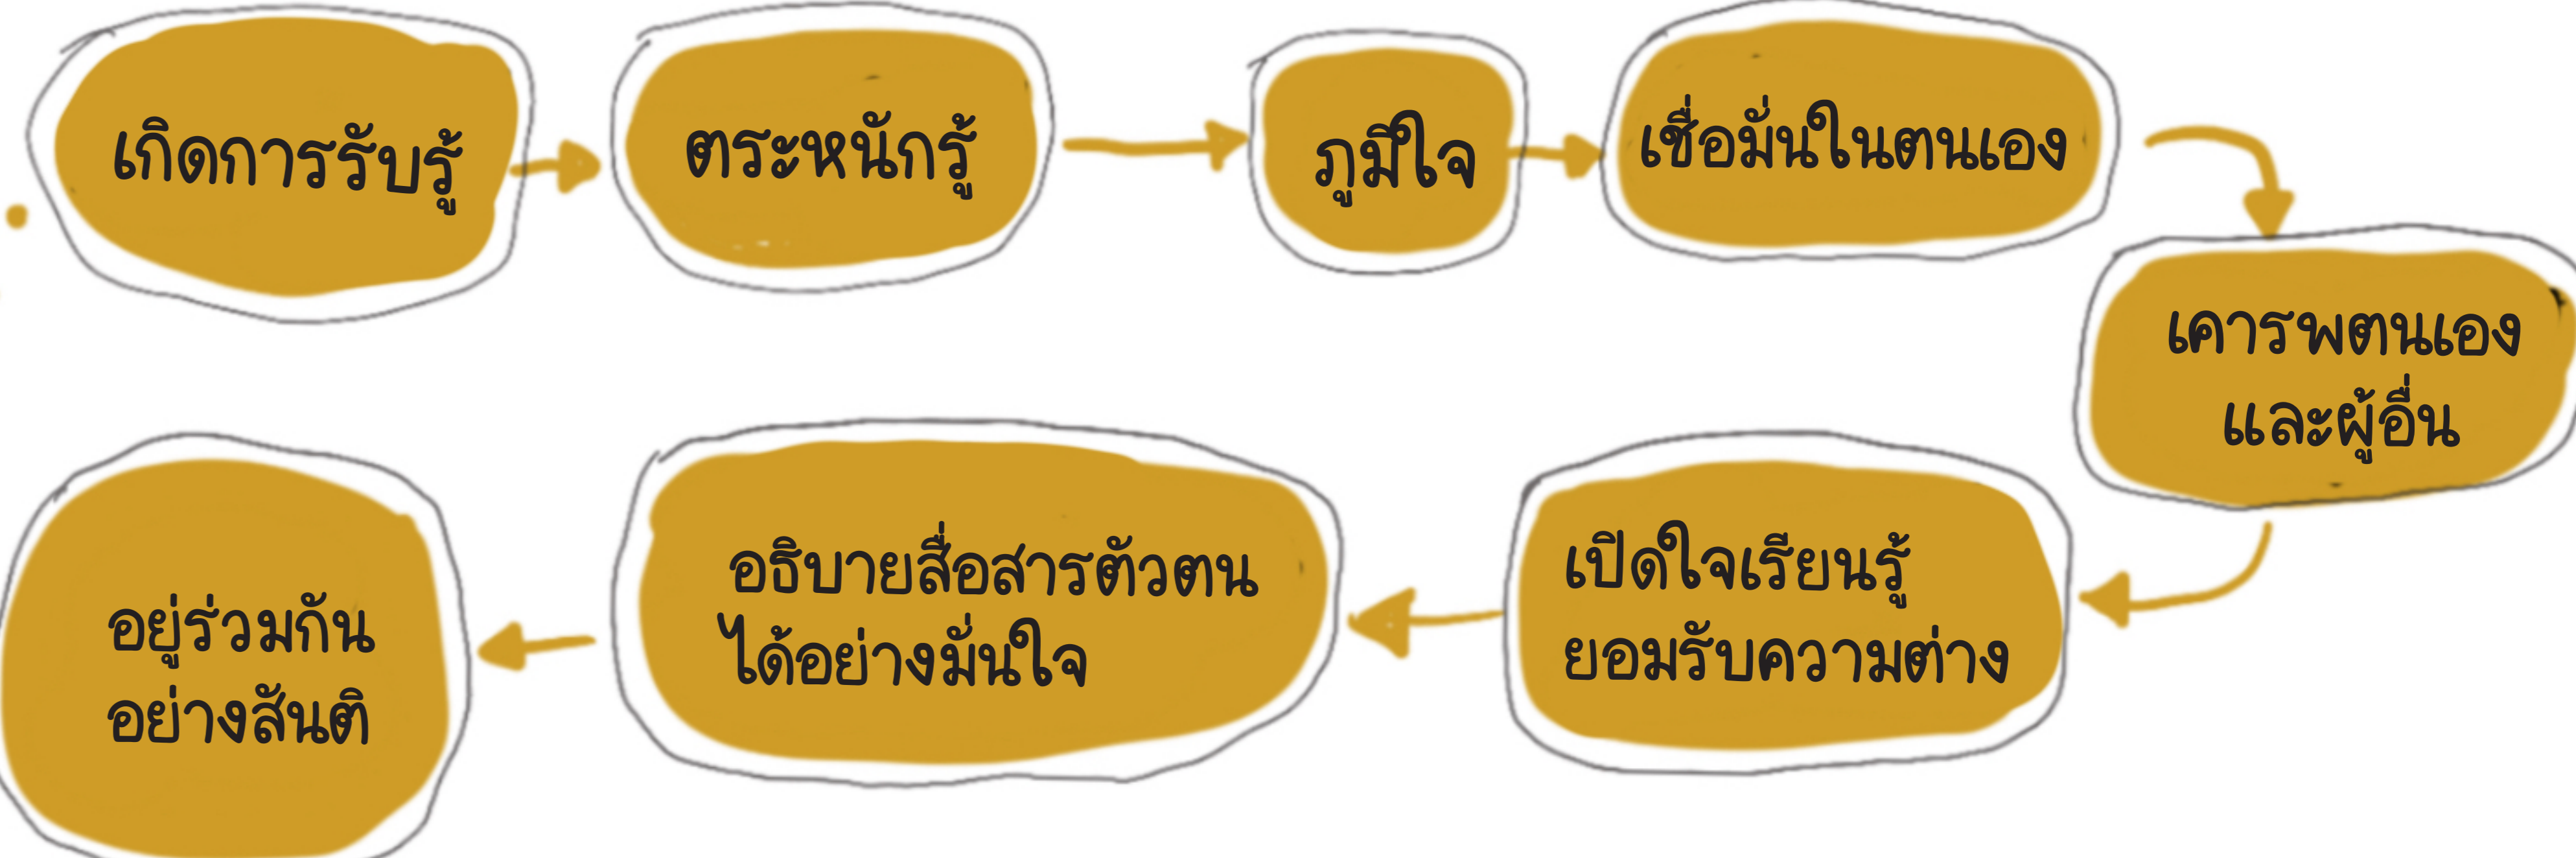 เกิดการรับรู้
ตระหนักรู้
ภูมิใจ
เชื่อมั่นในตนเอง
เคารพตนเอง
และผู้อื่น
เปิดใจเรียนรู้
ยอมรับความต่าง
อธิบายสื่อสารตัวตน
ได้อย่างมั่นใจ
อยู่ร่วมกัน
อย่างสันติ